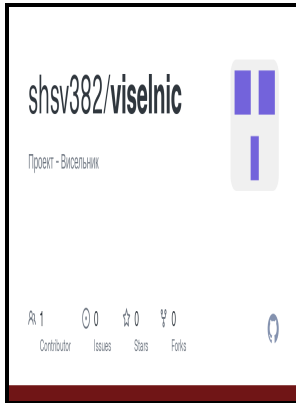 shsv382/viselnic
Проект - Висельник
1
0
0
0
Contributor
Issues
Stars
Forks